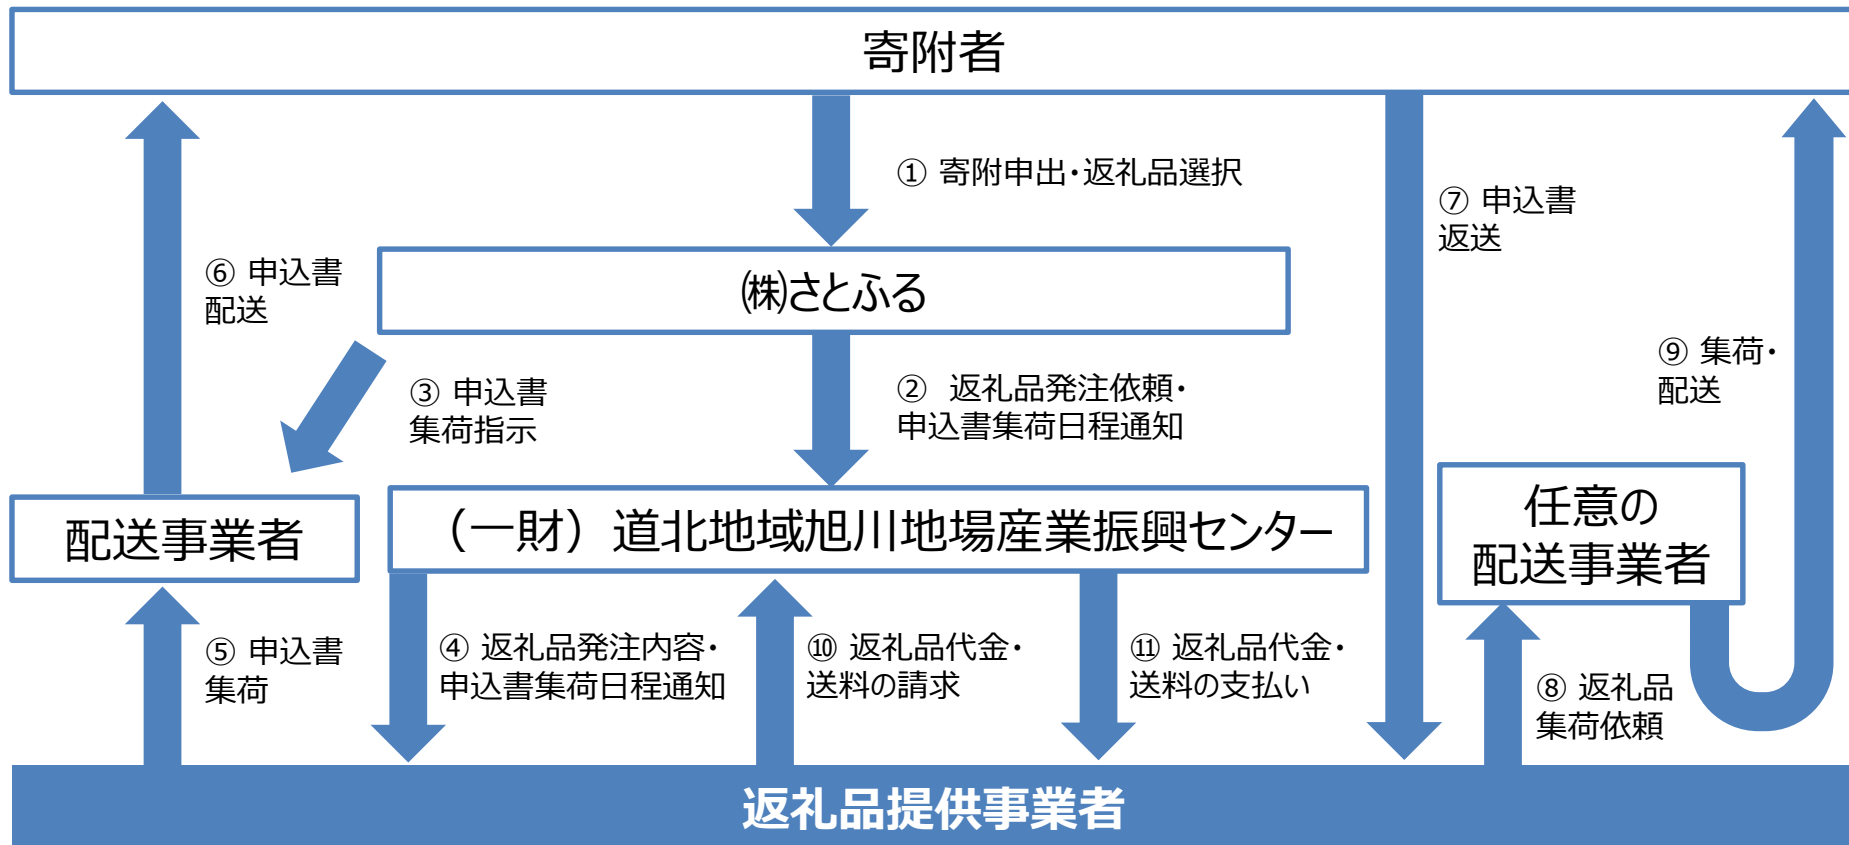 寄附者
① 寄附申出・返礼品選択
⑦ 申込書
返送
⑥ 申込書
配送
㈱さとふる
⑨ 集荷・
配送
③ 申込書
集荷指示
② 返礼品発注依頼・
申込書集荷日程通知
配送事業者
（一財）道北地域旭川地場産業振興センター
任意の
配送事業者
⑤ 申込書
集荷
④ 返礼品発注内容・
申込書集荷日程通知
⑩ 返礼品代金・
送料の請求
⑪ 返礼品代金・
送料の支払い
⑧ 返礼品
集荷依頼
返礼品提供事業者